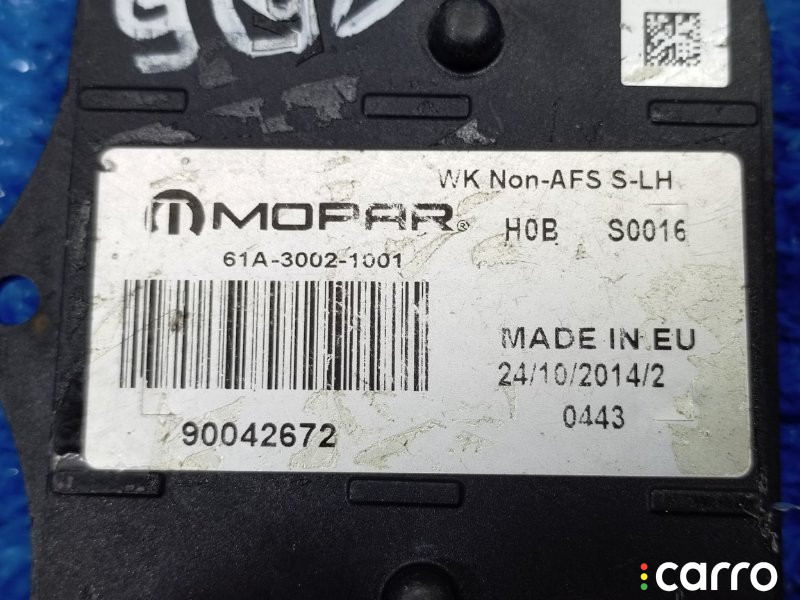 WK Non-AFS S-LH
MOPAR®
H0B S0016
61A-3002-1001
MADE IN EU
24/10/2014/2
0443
90042672
carro